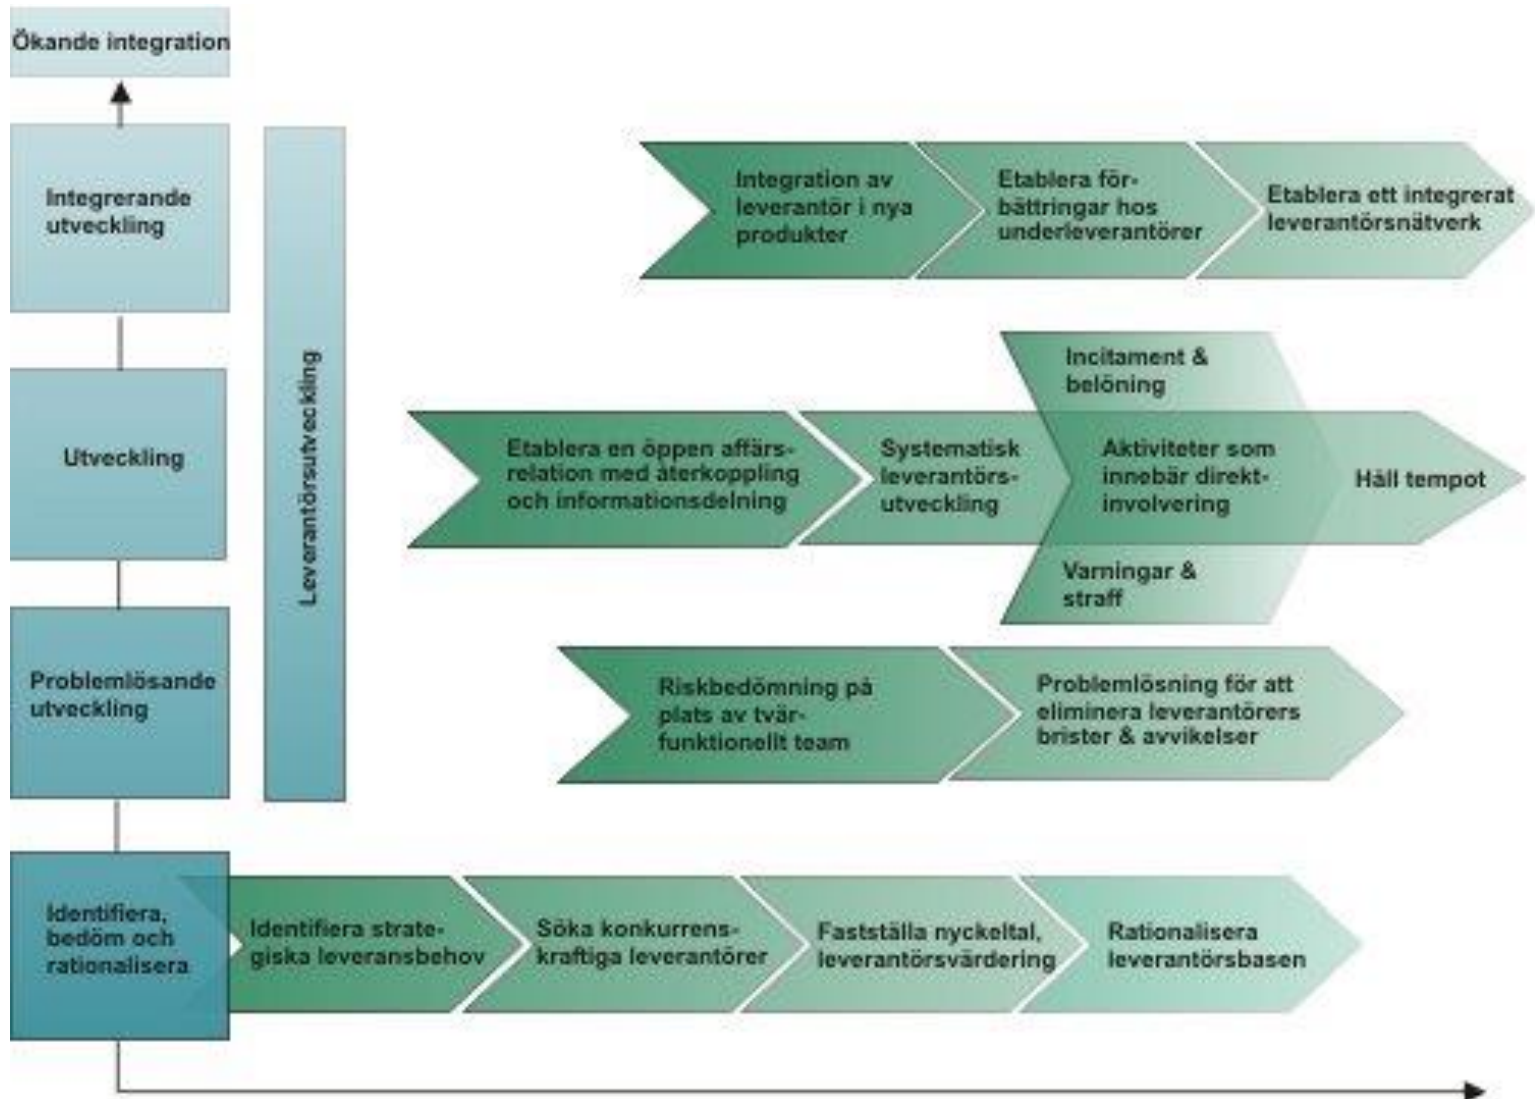 Ökande integration
Integrerande
utveckling
Integration av
leverantör i nya
produkter
Etablera för-
bättringar hos
underleverantörer
Etablera ett integrerat
leverantörsnätverk
Leverantörsutveckling
Utveckling
Etablera en öppen affärs-
relation med återkoppling
och informationsdelning
Systematisk
leverantörs-
utveckling
Incitament &
belöning
Aktiviteter som
innebär direkt-
involvering
Varningar &
straff
Håll tempot
Problemlösande
utveckling
Riskbedömning på
plats av tvär-
funktionellt team
Problemlösning för att
eliminera leverantörers
brister & avvikelser
Identifiera,
bedöm och
rationalisera
Identifiera strate-
giska leveransbehov
Söka konkurrens-
kraftiga leverantörer
Fastställa nyckeltal,
leverantörsvärdering
Rationalisera
leverantörsbasen